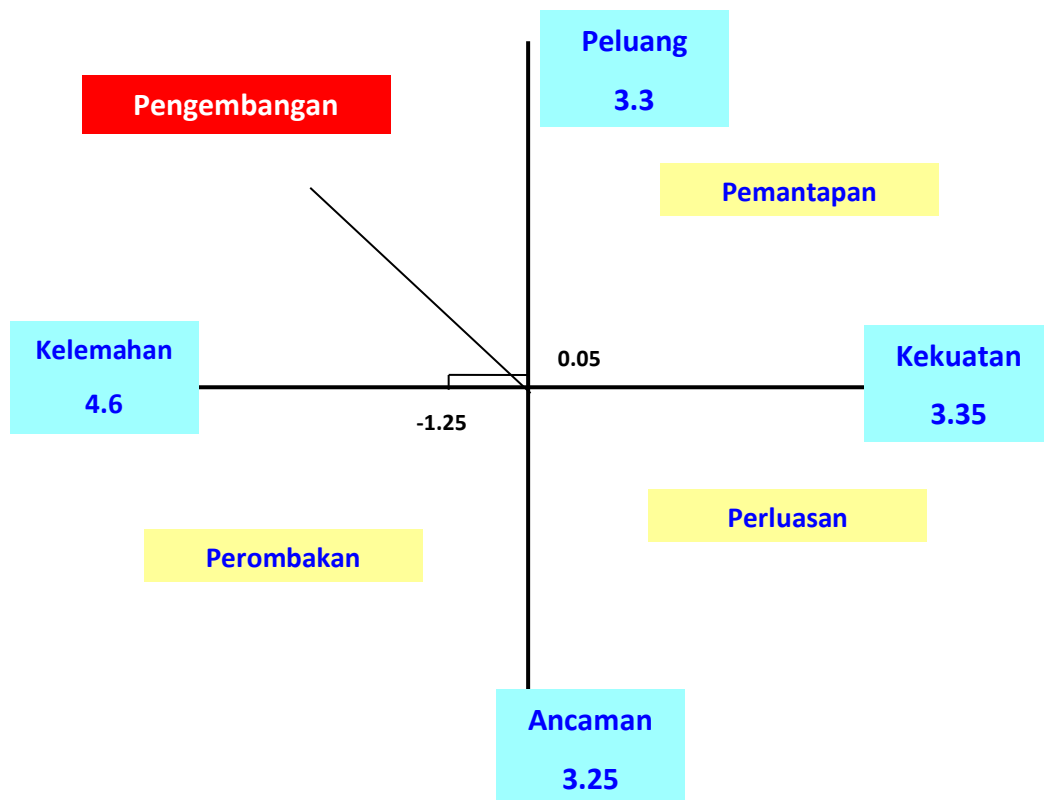 Peluang
3.3
Pengembangan
Pemantapan
Kelemahan
4.6
0.05
-1.25
Kekuatan
3.35
Perluasan
Perombakan
Ancaman
3.25